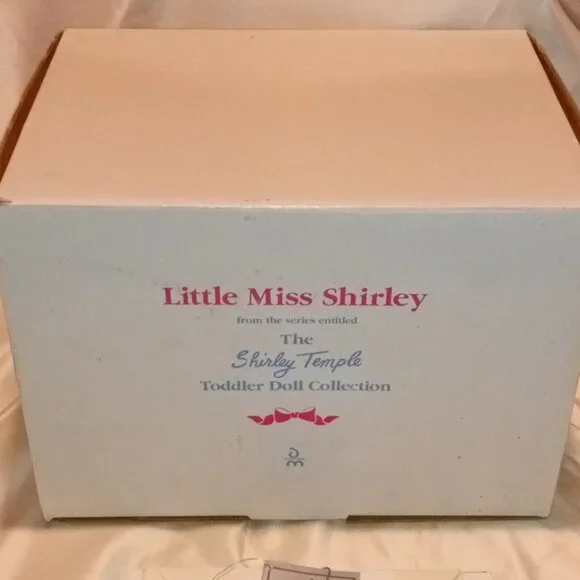 Little Miss Shirley
from the series entitled
The
Shirley Temple
Toddler Doll Collection